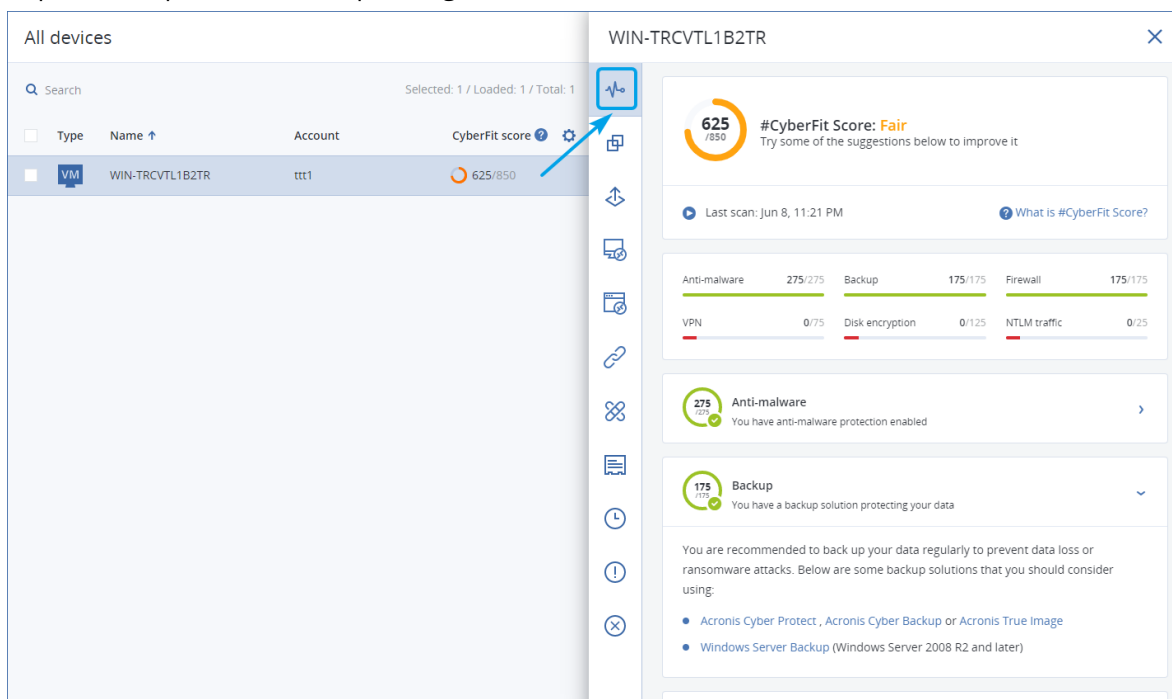 All devices
Search
Selected: 1 / Loaded: 1 / Total: 1
Type Name ↑ Account CyberFit score ?
VM WIN-TRCVTL1B2TR ttt1 625/850
WIN-TRCVTL1B2TR
625
/850
#CyberFit Score: Fair
Try some of the suggestions below to improve it
Last scan: Jun 8, 11:21 PM ? What is #CyberFit Score?
Anti-malware 275/275 Backup 175/175 Firewall 175/175
VPN 0/75 Disk encryption 0/125 NTLM traffic 0/25
275
/275
Anti-malware
You have anti-malware protection enabled
175
/175
Backup
You have a backup solution protecting your data
You are recommended to back up your data regularly to prevent data loss or
ransomware attacks. Below are some backup solutions that you should consider
using:
Acronis Cyber Protect , Acronis Cyber Backup or Acronis True Image
Windows Server Backup (Windows Server 2008 R2 and later)